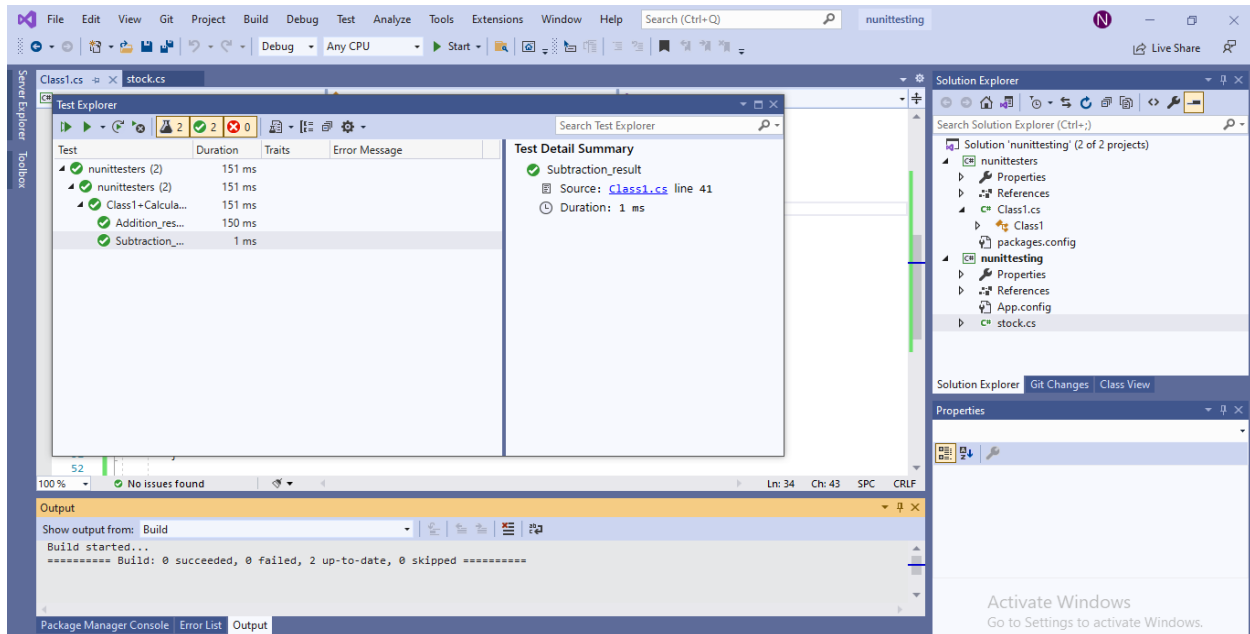 File Edit View Git Project Build Debug Test Analyze Tools Extensions Window Help Search (Ctrl+Q) nunittesting N
Debug Any CPU Start Live Share
Server Explorer
Toolbox
Class1.cs stock.cs
Test Explorer
2 2 0 Search Test Explorer
Test Duration Traits Error Message
nunittesters (2) 151 ms
nunittesters (2) 151 ms
Class1+Calcula... 151 ms
Addition_res... 150 ms
Subtraction_... 1 ms
Test Detail Summary
Subtraction_result
Source: Class1.cs line 41
Duration: 1 ms
52
100 % No issues found Ln: 34 Ch: 43 SPC CRLF
Output
Show output from: Build
Build started...
========== Build: 0 succeeded, 0 failed, 2 up-to-date, 0 skipped ==========
Package Manager Console Error List Output
Solution Explorer
Search Solution Explorer (Ctrl+;)
Solution 'nunittesting' (2 of 2 projects)
C# nunittesters
Properties
References
C# Class1.cs
Class1
packages.config
C# nunittesting
Properties
References
App.config
C# stock.cs
Solution Explorer Git Changes Class View
Properties
Activate Windows
Go to Settings to activate Windows.